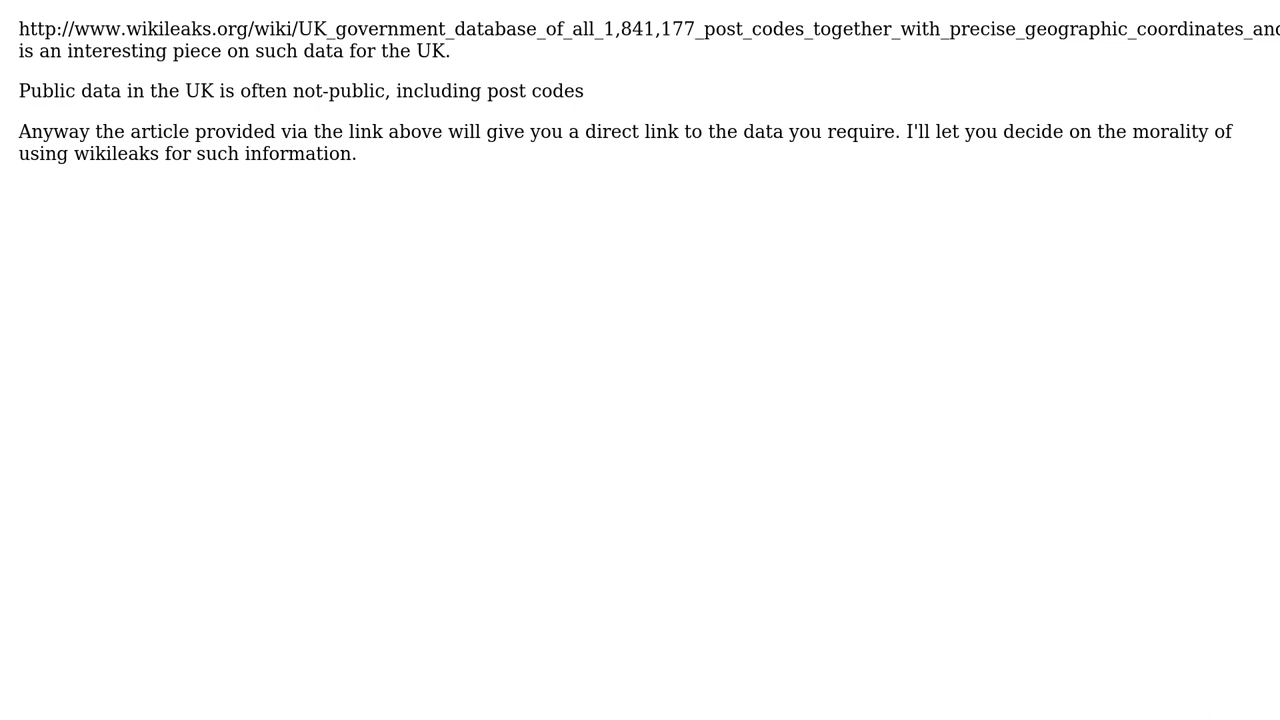 http://www.wikileaks.org/wiki/UK_government_database_of_all_1,841,177_post_codes_together_with_precise_geographic_coordinates_and
is an interesting piece on such data for the UK.
Public data in the UK is often not-public, including post codes
Anyway the article provided via the link above will give you a direct link to the data you require. I'll let you decide on the morality of
using wikileaks for such information.